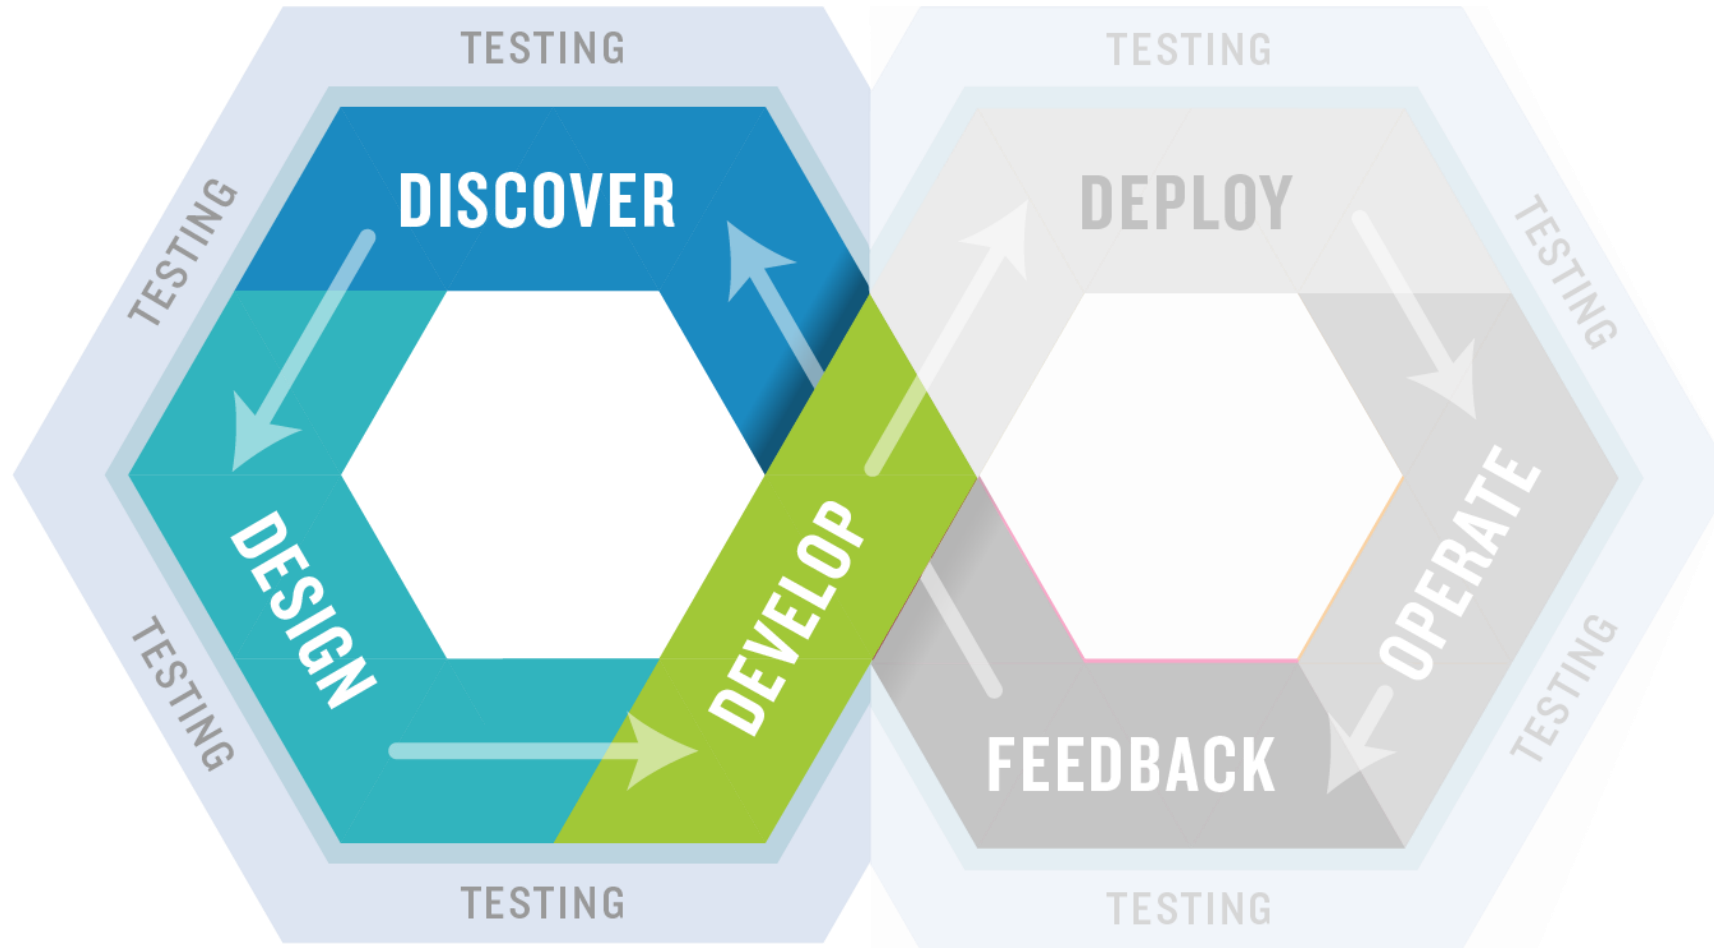 TESTING
TESTING
DISCOVER
DEPLOY
TESTING
TESTING
DESIGN
DEVELOP
OPERATE
TESTING
TESTING
FEEDBACK
TESTING
TESTING